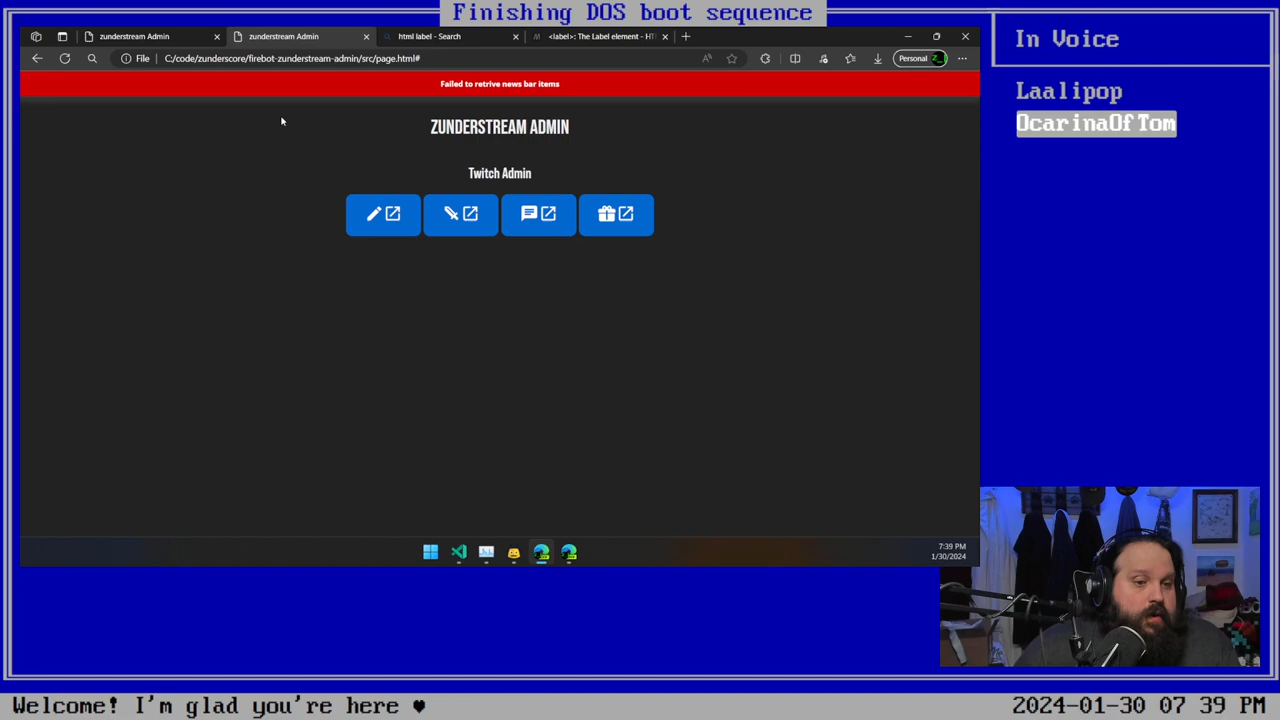 Finishing DOS boot sequence
zunderstream Admin
zunderstream Admin
html label - Search
<label>: The Label element - HT
File
C:/code/zunderscore/firebot-zunderstream-admin/src/page.html#
Personal
Failed to retrive news bar items
ZUNDERSTREAM ADMIN
Twitch Admin
7:39 PM
1/30/2024
In Voice
Laalipop
OcarinaOfTom
Welcome! I'm glad you're here ♥
2024-01-30 07 39 PM